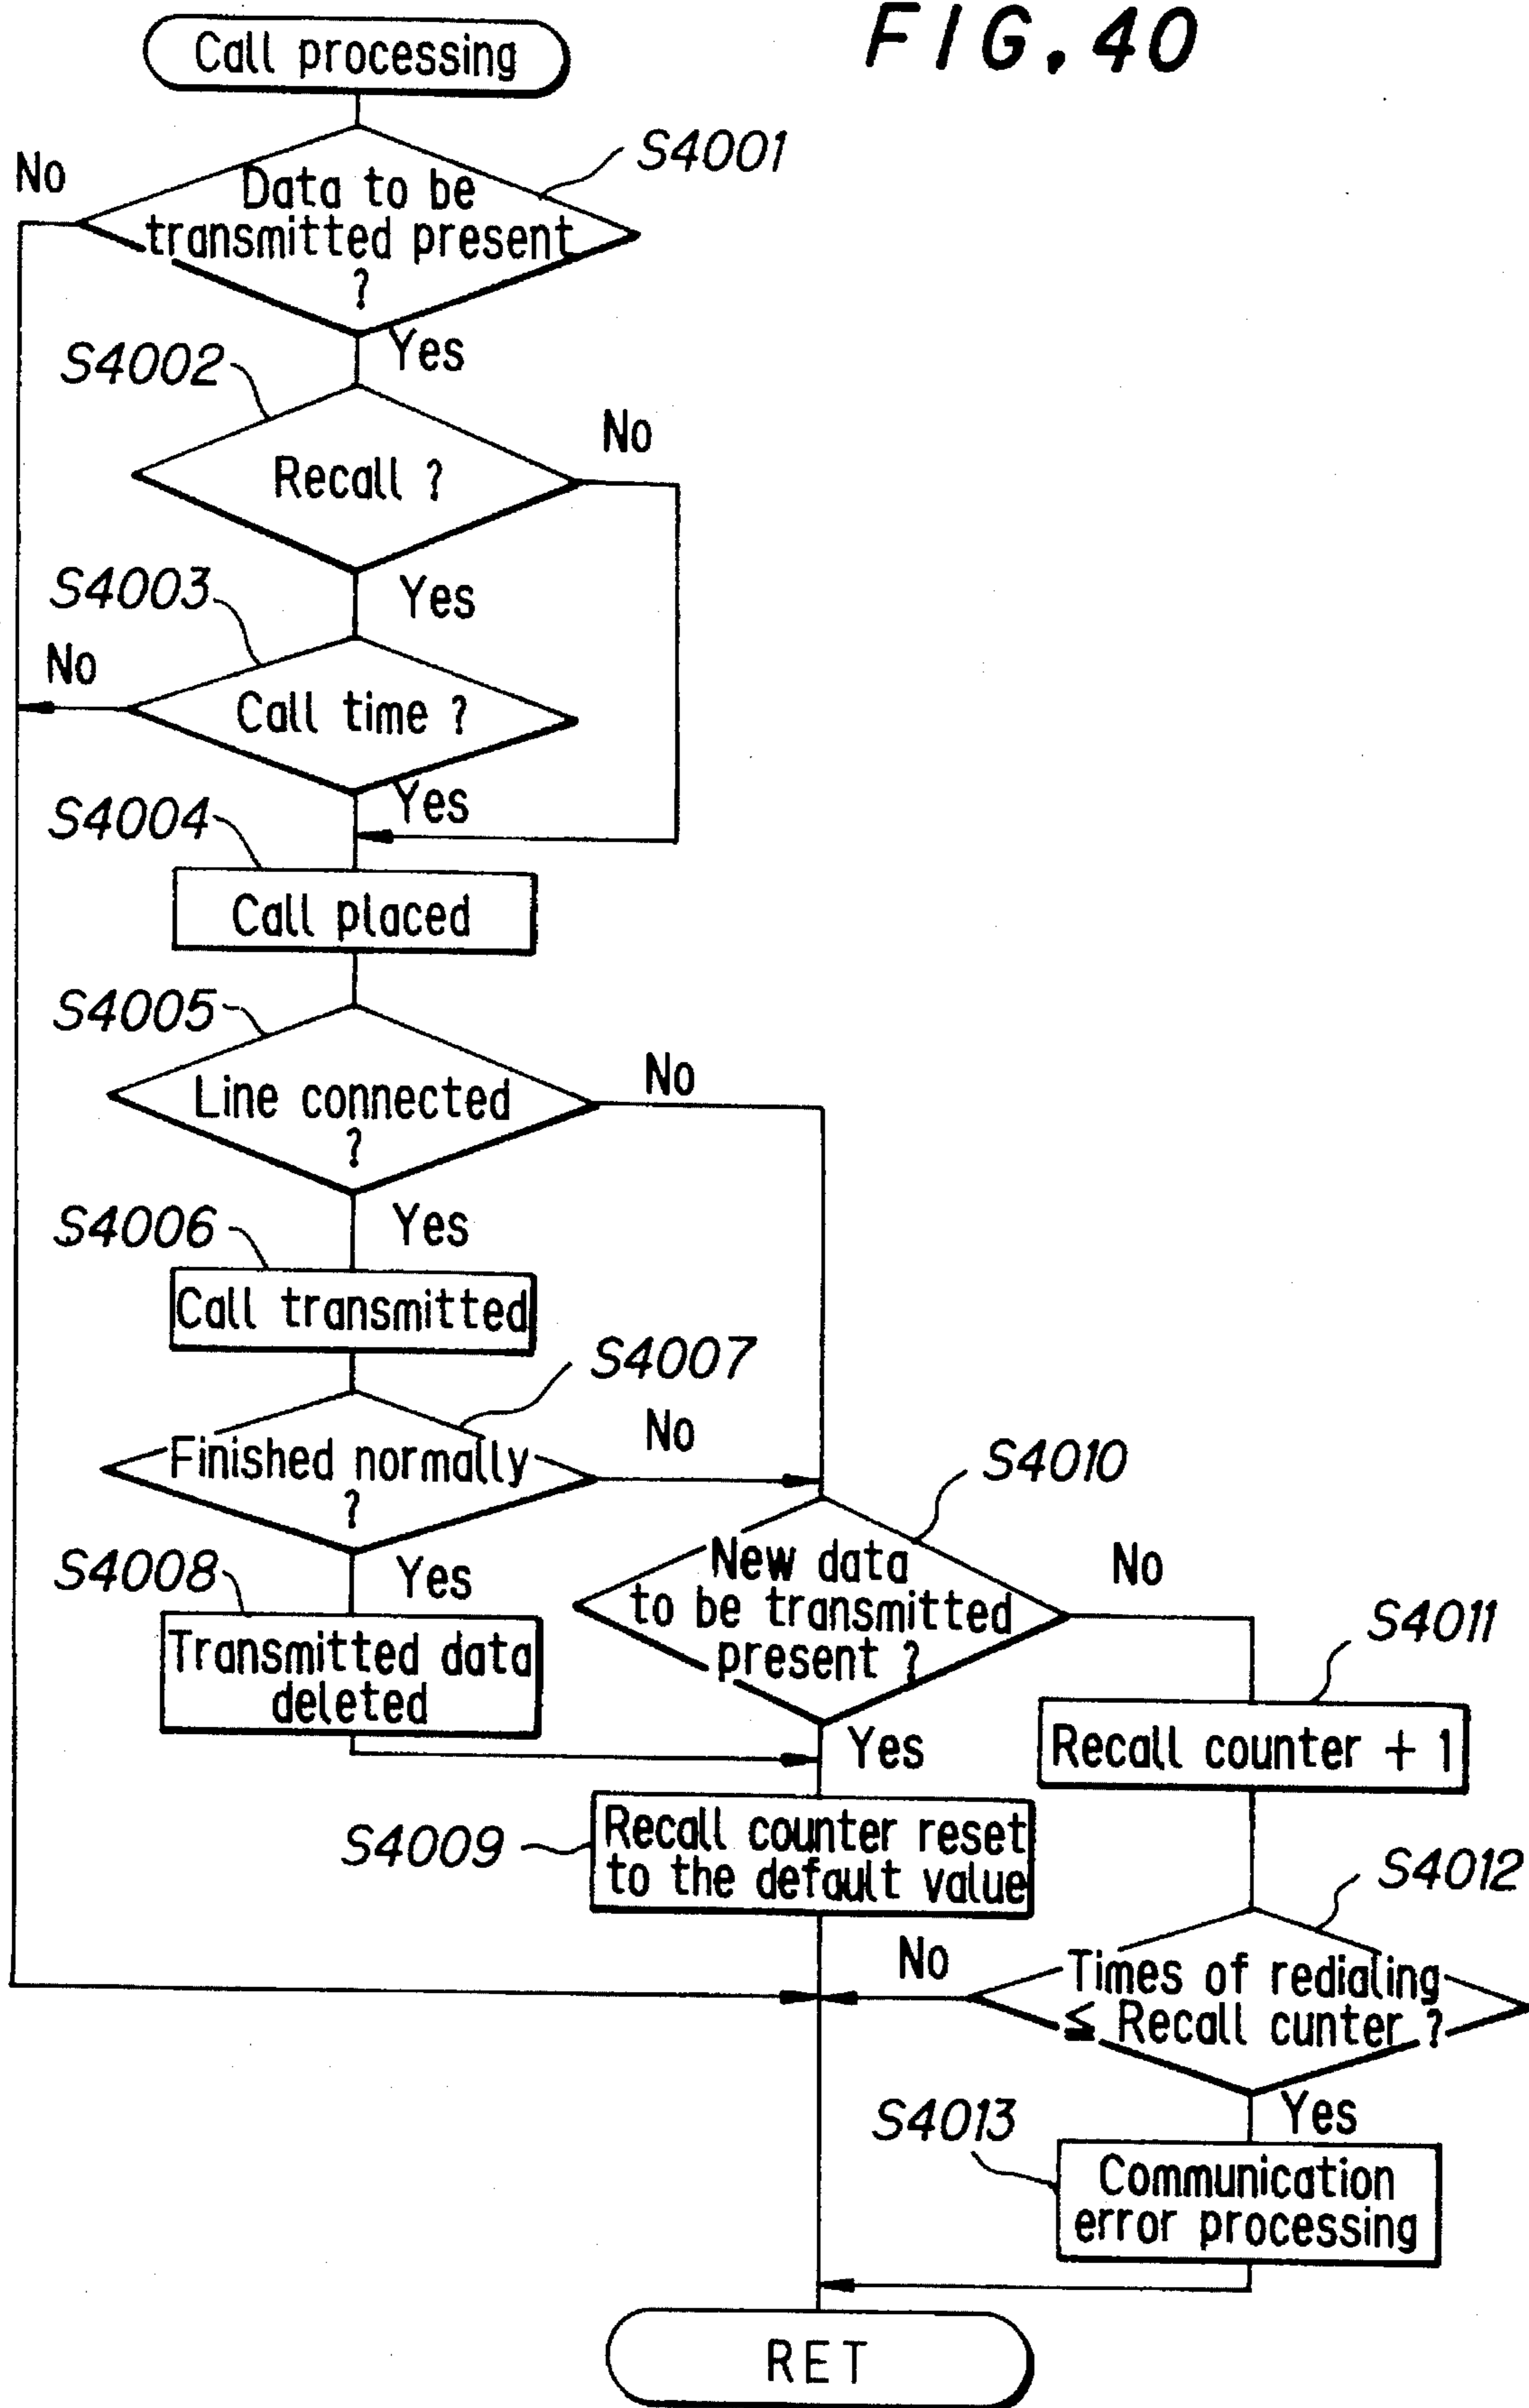 FIG.40
Call processing
S4001
No
Data to be
transmitted present
?
Yes
S4002
No
Recall ?
S4003
Yes
No
Call time ?
Yes
S4004
Call placed
S4005
No
Line connected
?
S4006
Yes
Call transmitted
S4007
No
Finished normally
?
S4010
S4008
Yes
New data
to be transmitted
present ?
No
S4011
Transmitted data
deleted
Yes
Recall counter + 1
S4009
Recall counter reset
to the default value
S4012
No
Times of redialing
≦ Recall cunter ?
S4013
Yes
Communication
error processing
RET